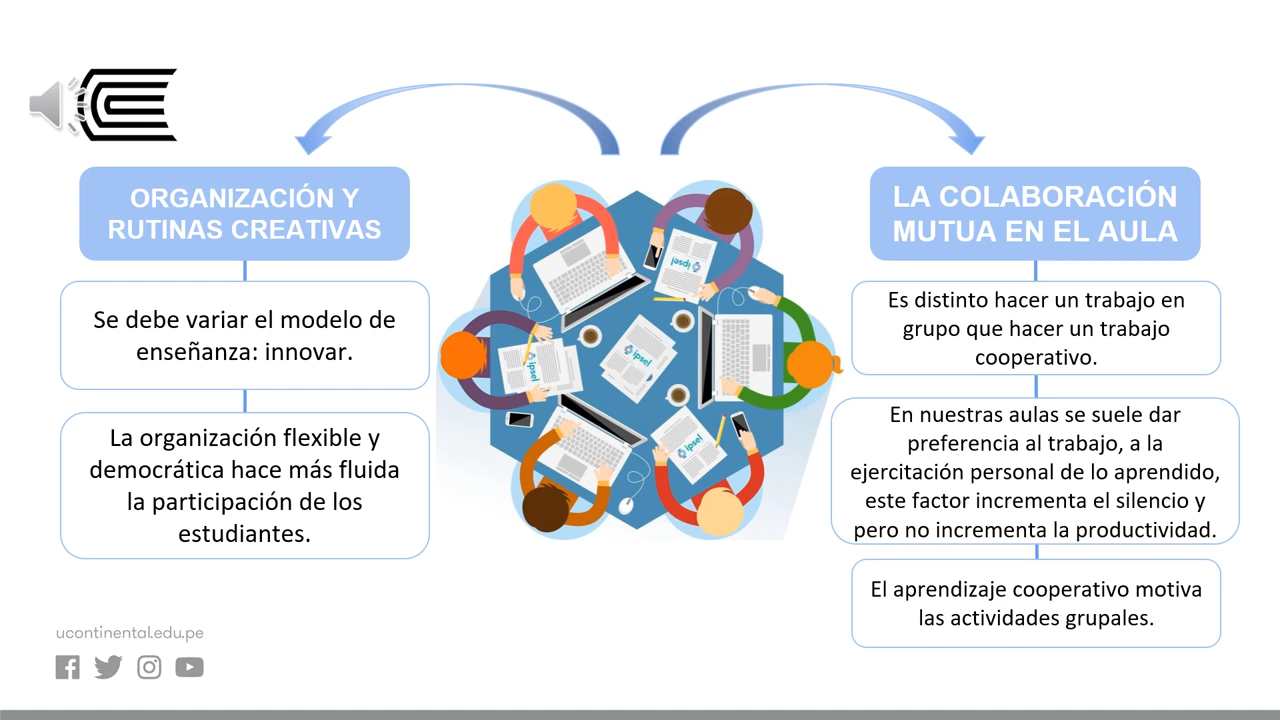 ORGANIZACIÓN Y
RUTINAS CREATIVAS
Se debe variar el modelo de
enseñanza: innovar.
La organización flexible y
democrática hace más fluida
la participación de los
estudiantes.
ipsel
ipsel
ipsel
ipsel
LA COLABORACIÓN
MUTUA EN EL AULA
Es distinto hacer un trabajo en
grupo que hacer un trabajo
cooperativo.
En nuestras aulas se suele dar
preferencia al trabajo, a la
ejercitación personal de lo aprendido,
este factor incrementa el silencio y
pero no incrementa la productividad.
El aprendizaje cooperativo motiva
las actividades grupales.
ucontinental.edu.pe